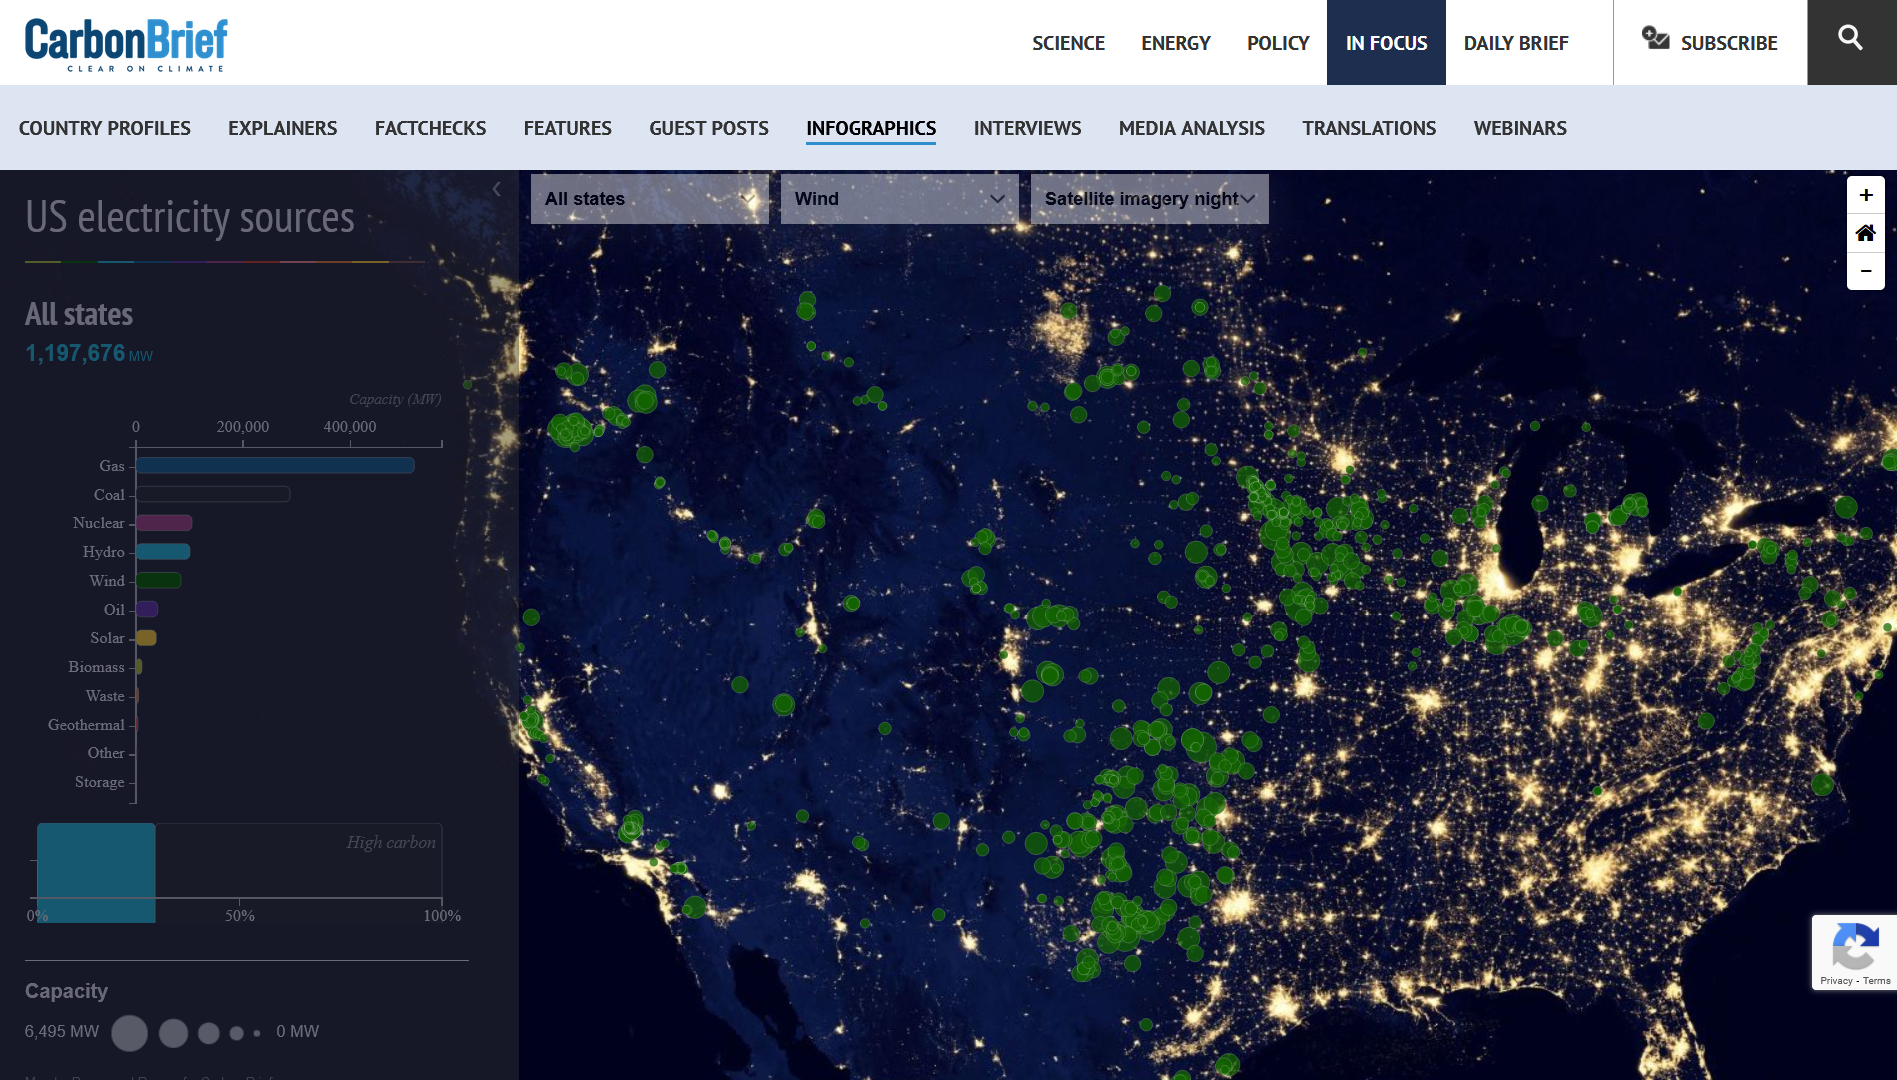 CarbonBrief
CLEAR ON CLIMATE
SCIENCE
ENERGY
POLICY
IN FOCUS
DAILY BRIEF
SUBSCRIBE
COUNTRY PROFILES
EXPLAINERS
FACTCHECKS
FEATURES
GUEST POSTS
INFOGRAPHICS
INTERVIEWS
MEDIA ANALYSIS
TRANSLATIONS
WEBINARS
US electricity sources
All states
Wind
Satellite imagery night
+
−
All states
1,197,676 MW
Capacity (MW)
0
200,000
400,000
Gas
Coal
Nuclear
Hydro
Wind
Oil
Solar
Biomass
Waste
Geothermal
Other
Storage
High carbon
0%
50%
100%
Capacity
6,495 MW
0 MW
Privacy - Terms